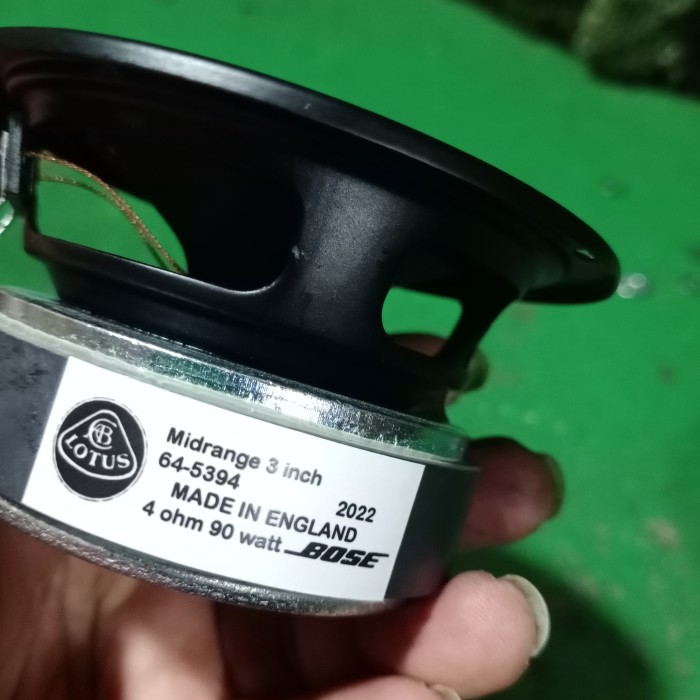 LOTUS
Midrange 3 inch
64-5394
2022
MADE IN ENGLAND
4 ohm 90 watt BOSE